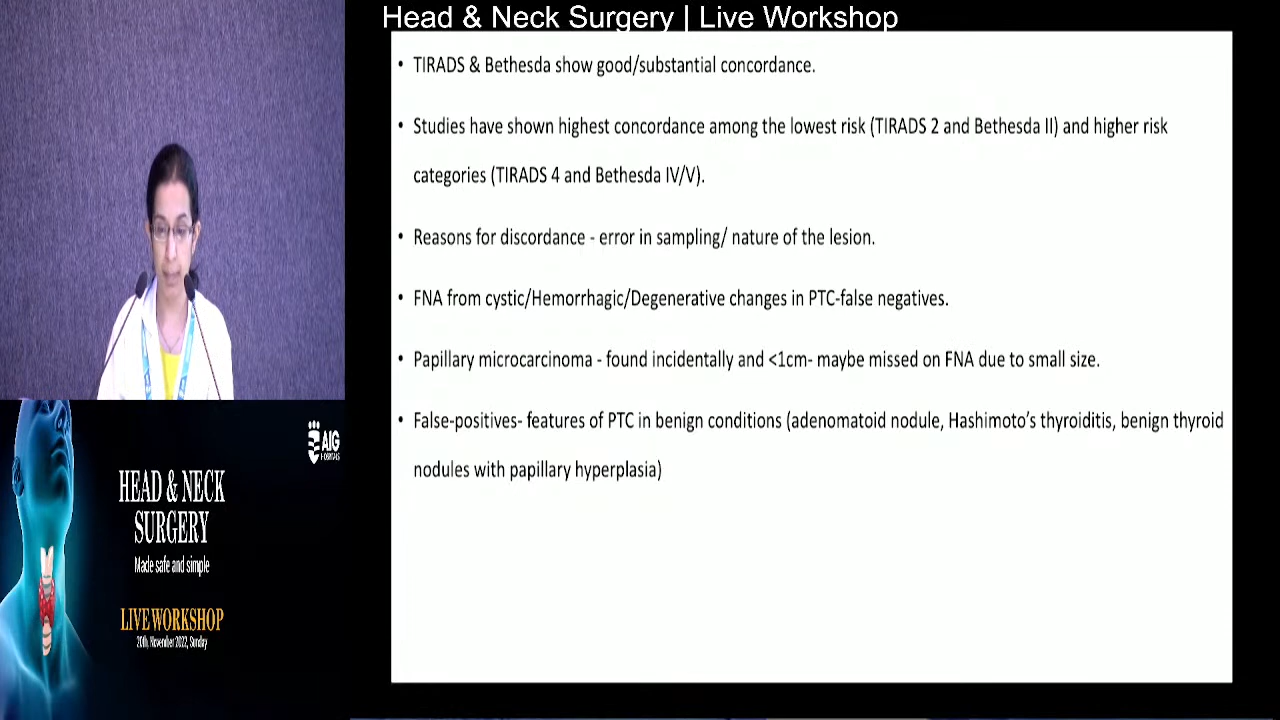 Head & Neck Surgery | Live Workshop
• TIRADS & Bethesda show good/substantial concordance.
• Studies have shown highest concordance among the lowest risk (TIRADS 2 and Bethesda II) and higher risk
categories (TIRADS 4 and Bethesda IV/V).
• Reasons for discordance - error in sampling/ nature of the lesion.
• FNA from cystic/Hemorrhagic/Degenerative changes in PTC-false negatives.
• Papillary microcarcinoma - found incidentally and <1cm- maybe missed on FNA due to small size.
• False-positives- features of PTC in benign conditions (adenomatoid nodule, Hashimoto's thyroiditis, benign thyroid
nodules with papillary hyperplasia)
AIG
HOSPITALS
HEAD & NECK
SURGERY
Made safe and simple
LIVE WORKSHOP
20th, November 2022, Sunday